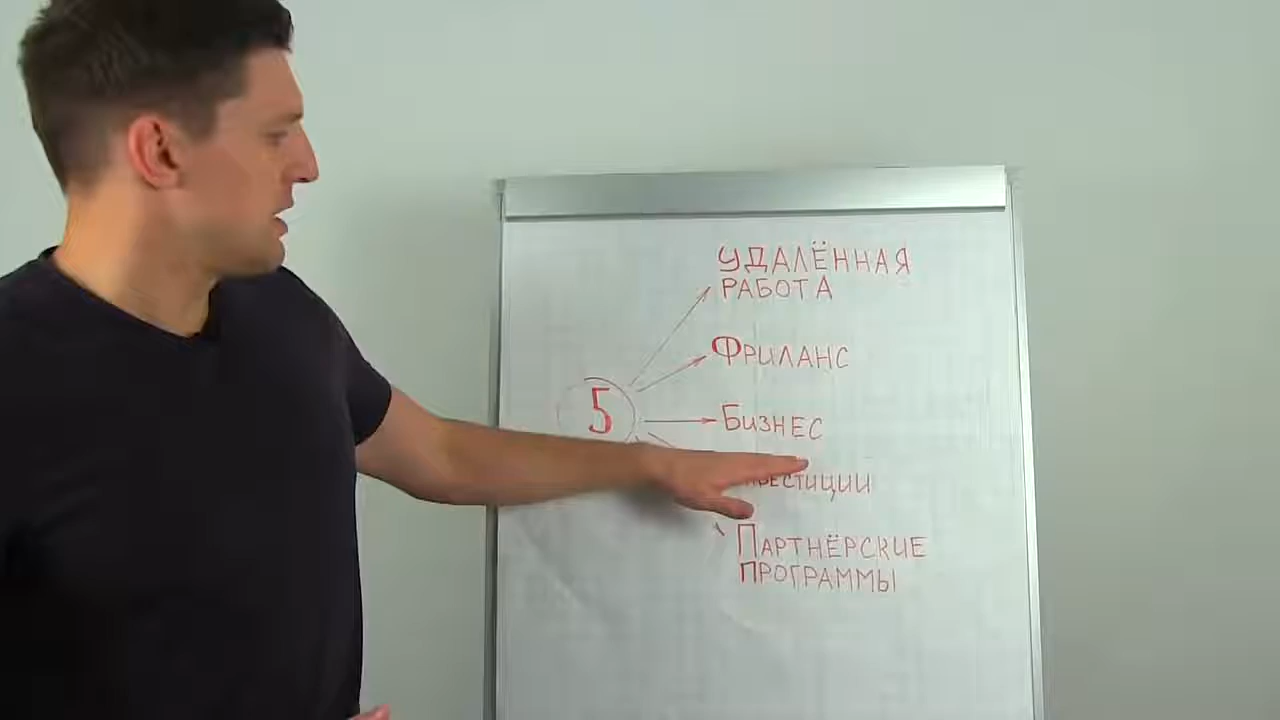 УДАЛЁННАЯ
РАБОТА
ФРИЛАНС
5
БИЗНЕС
ПАРТНЁРСКИЕ
ПРОГРАММЫ